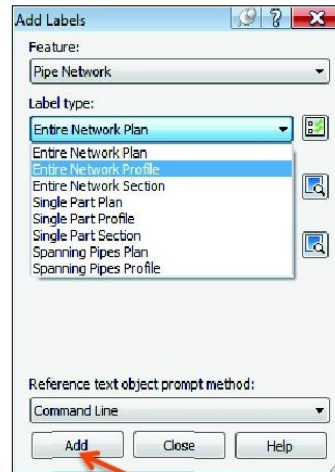 Add Labels
Feature:
Pipe Network
Label type:
Entire Network Plan
Entire Network Plan
Entire Network Profile
Entire Network Section
Single Part Plan
Single Part Profile
Single Part Section
Spanning Pipes Plan
Spanning Pipes Profile
Reference text object prompt method:
Command Line
Add Close Help